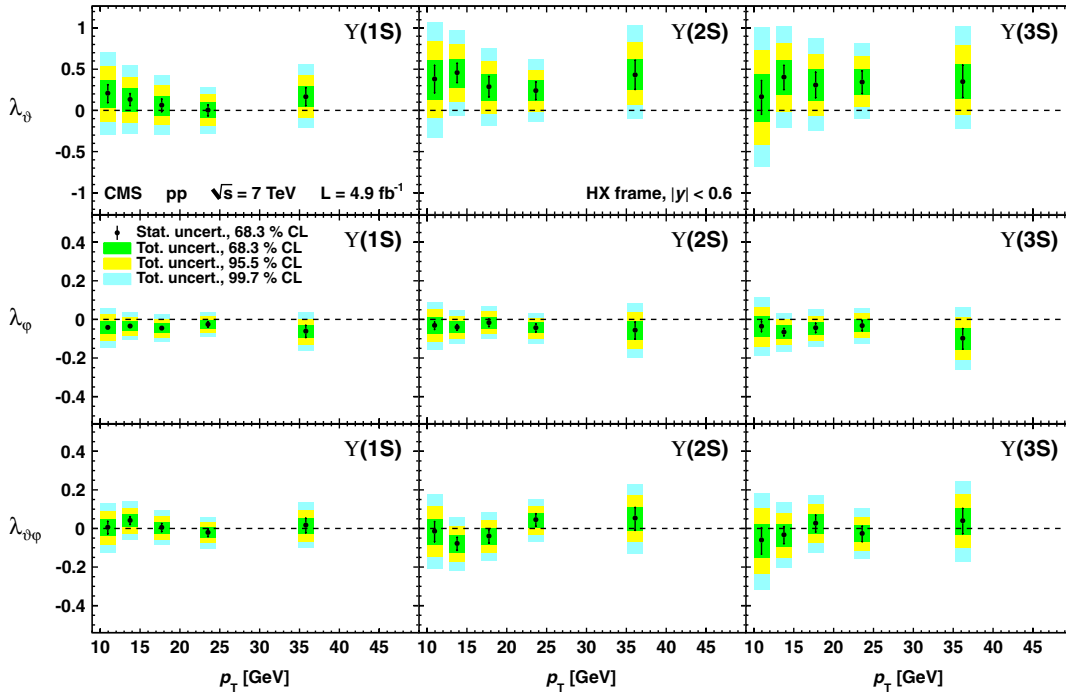 Υ(1S) Υ(2S) Υ(3S)
1
0.5
λϑ
0
-0.5
-1
CMS pp √s = 7 TeV L = 4.9 fb⁻¹
HX frame, |y| < 0.6
Υ(1S) Υ(2S) Υ(3S)
Stat. uncert., 68.3 % CL
Tot. uncert., 68.3 % CL
Tot. uncert., 95.5 % CL
Tot. uncert., 99.7 % CL
0.4
0.2
λφ
0
-0.2
-0.4
Υ(1S) Υ(2S) Υ(3S)
0.4
0.2
λϑφ
0
-0.2
-0.4
10 15 20 25 30 35 40 45 10 15 20 25 30 35 40 45 10 15 20 25 30 35 40 45
pT [GeV] pT [GeV] pT [GeV]